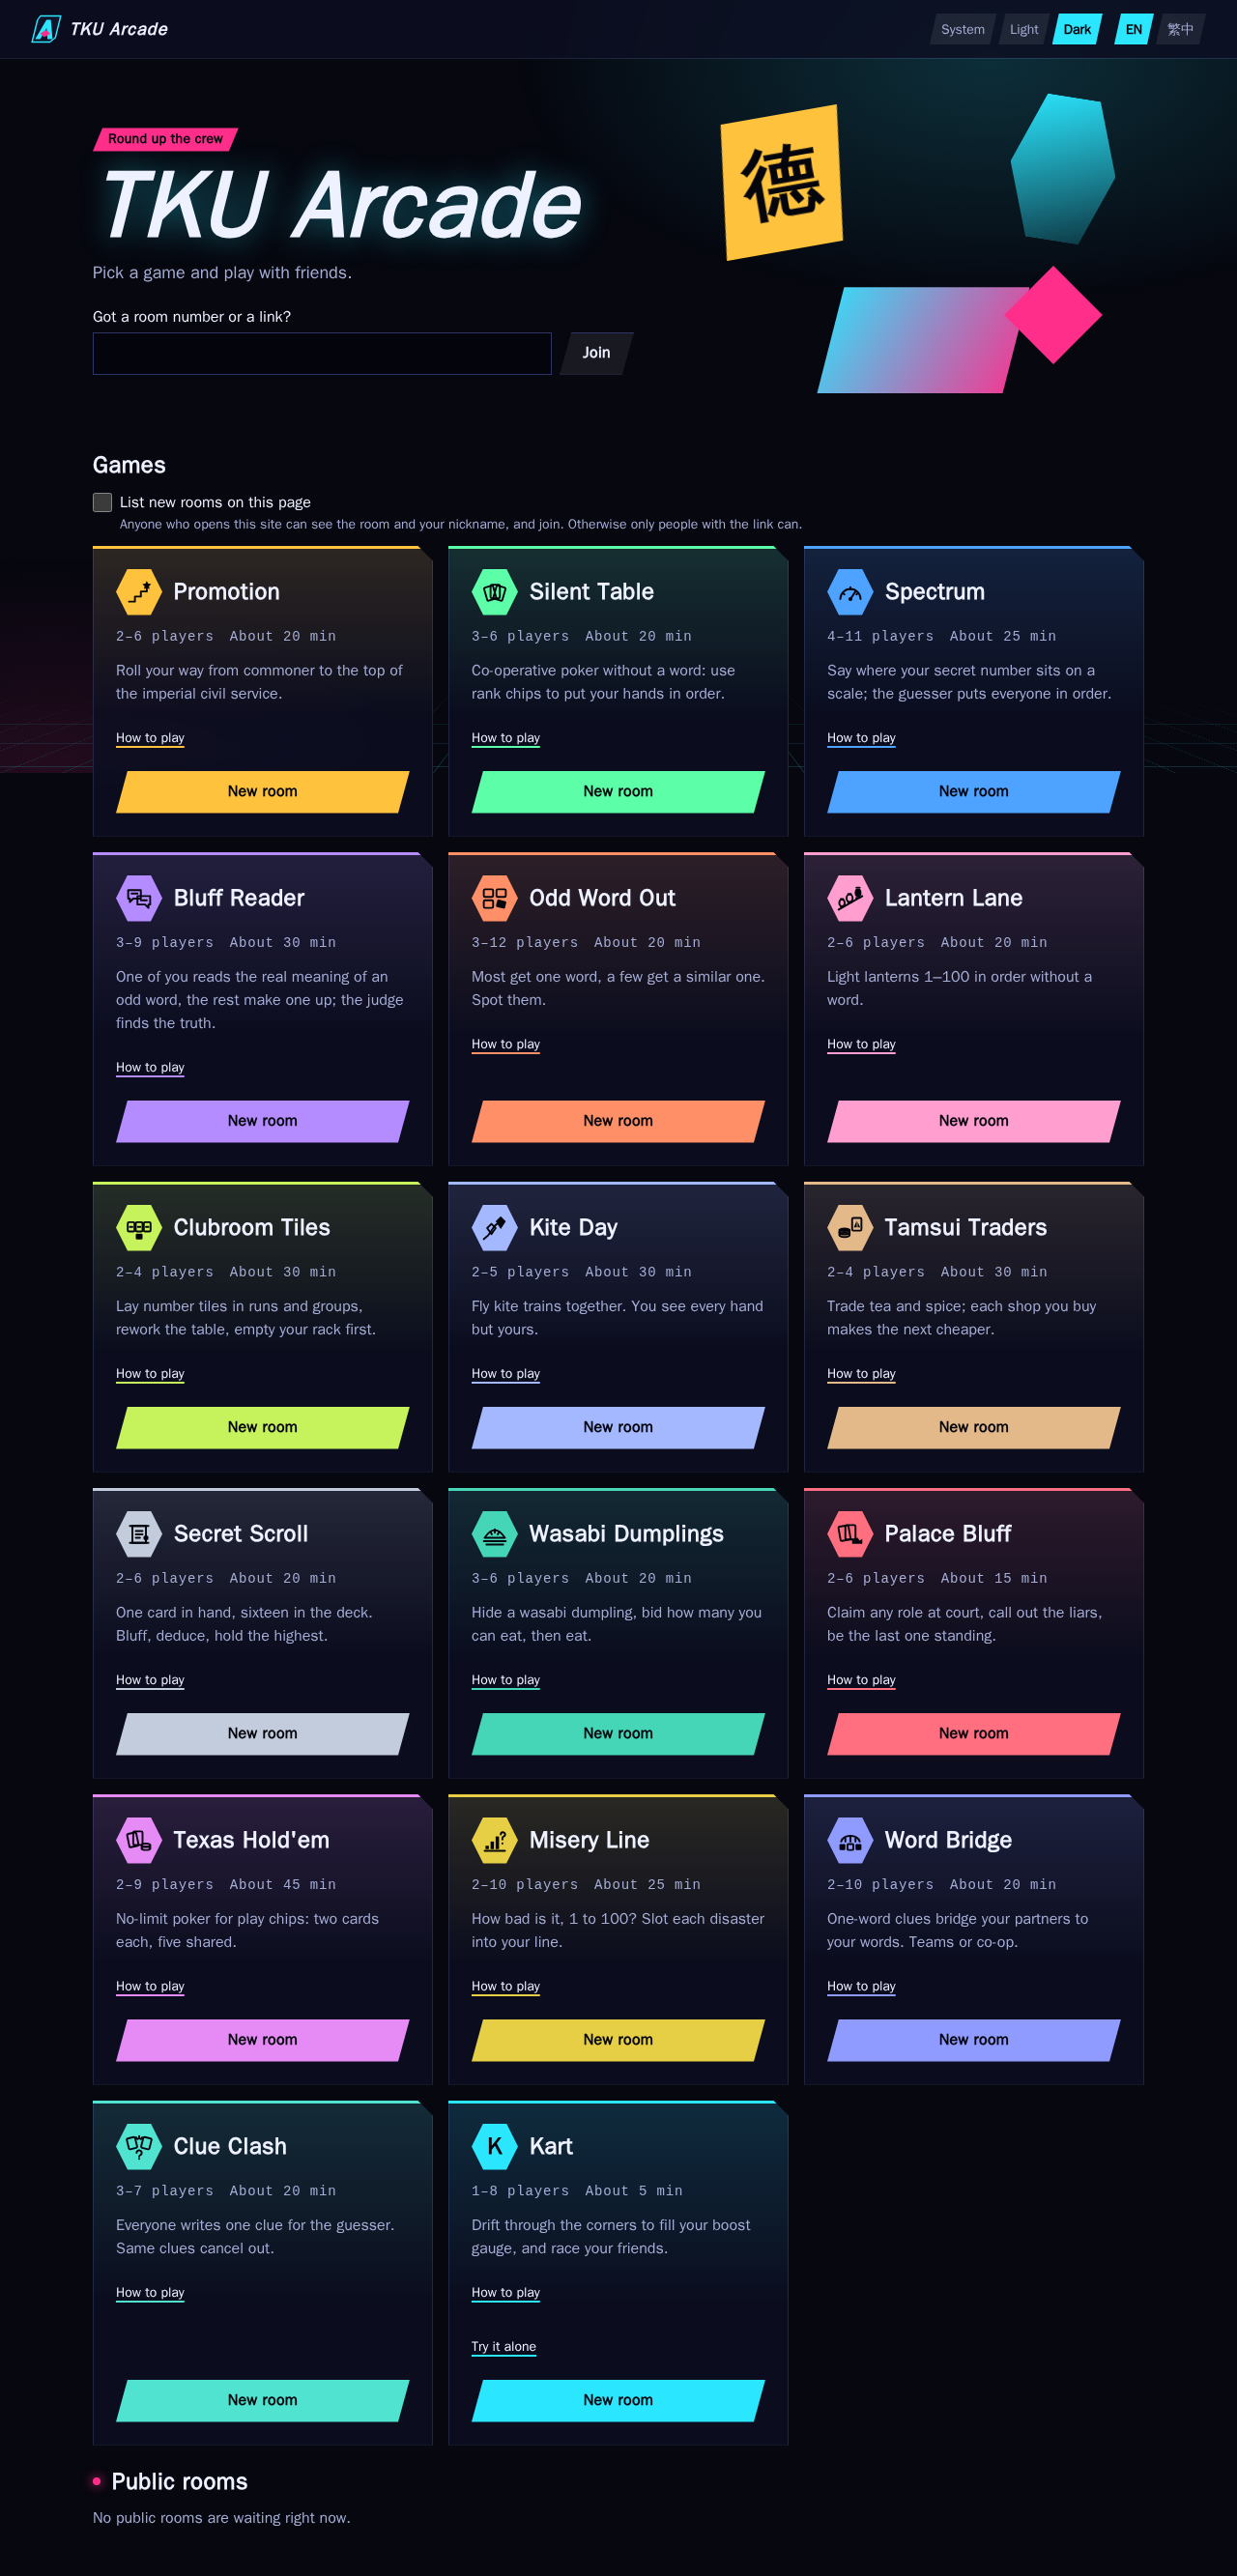 TKU Arcade
System Light Dark EN 繁中
Round up the crew
TKU Arcade
德
Pick a game and play with friends.
Got a room number or a link?
Join
Games
List new rooms on this page
Anyone who opens this site can see the room and your nickname, and join. Otherwise only people with the link can.
Promotion
2–6 players About 20 min
Roll your way from commoner to the top of
the imperial civil service.
How to play
New room
Silent Table
3–6 players About 20 min
Co-operative poker without a word: use
rank chips to put your hands in order.
How to play
New room
Spectrum
4–11 players About 25 min
Say where your secret number sits on a
scale; the guesser puts everyone in order.
How to play
New room
Bluff Reader
3–9 players About 30 min
One of you reads the real meaning of an
odd word, the rest make one up; the judge
finds the truth.
How to play
New room
Odd Word Out
3–12 players About 20 min
Most get one word, a few get a similar one.
Spot them.
How to play
New room
Lantern Lane
2–6 players About 20 min
Light lanterns 1–100 in order without a
word.
How to play
New room
Clubroom Tiles
2–4 players About 30 min
Lay number tiles in runs and groups,
rework the table, empty your rack first.
How to play
New room
Kite Day
2–5 players About 30 min
Fly kite trains together. You see every hand
but yours.
How to play
New room
Tamsui Traders
2–4 players About 30 min
Trade tea and spice; each shop you buy
makes the next cheaper.
How to play
New room
Secret Scroll
2–6 players About 20 min
One card in hand, sixteen in the deck.
Bluff, deduce, hold the highest.
How to play
New room
Wasabi Dumplings
3–6 players About 20 min
Hide a wasabi dumpling, bid how many you
can eat, then eat.
How to play
New room
Palace Bluff
2–6 players About 15 min
Claim any role at court, call out the liars,
be the last one standing.
How to play
New room
Texas Hold'em
2–9 players About 45 min
No-limit poker for play chips: two cards
each, five shared.
How to play
New room
Misery Line
2–10 players About 25 min
How bad is it, 1 to 100? Slot each disaster
into your line.
How to play
New room
Word Bridge
2–10 players About 20 min
One-word clues bridge your partners to
your words. Teams or co-op.
How to play
New room
Clue Clash
3–7 players About 20 min
Everyone writes one clue for the guesser.
Same clues cancel out.
How to play
New room
K
Kart
1–8 players About 5 min
Drift through the corners to fill your boost
gauge, and race your friends.
How to play
Try it alone
New room
Public rooms
No public rooms are waiting right now.